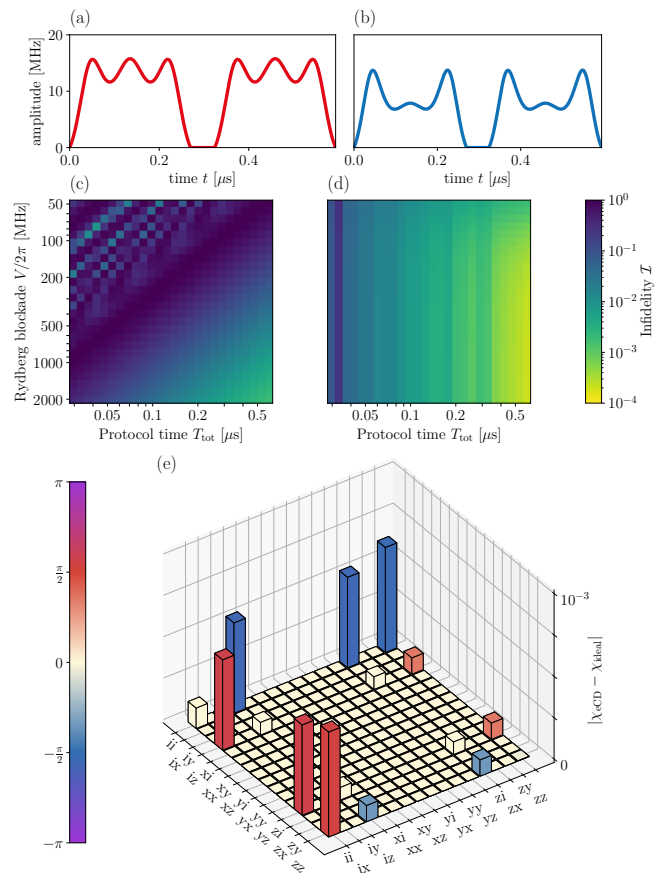 (a)
(b)
amplitude [MHz]
20
10
0
0.0
0.2
0.4
time t [μs]
0.0
0.2
0.4
time t [μs]
(c)
(d)
Rydberg blockade V/2π [MHz]
50
100
200
500
1000
2000
0.05
0.1
0.2
0.5
Protocol time T_tot [μs]
0.05
0.1
0.2
0.5
Protocol time T_tot [μs]
10^0
10^-1
10^-2
10^-3
10^-4
Infidelity I
(e)
π
π/2
0
-π/2
-π
10^-3
0
|χ_eCD − χ_ideal|
ii
ix
iy
iz
xi
xx
xy
xz
yi
yx
yy
yz
zi
zx
zy
zz
ii
ix
iy
iz
xi
xx
xy
xz
yi
yx
yy
yz
zi
zx
zy
zz